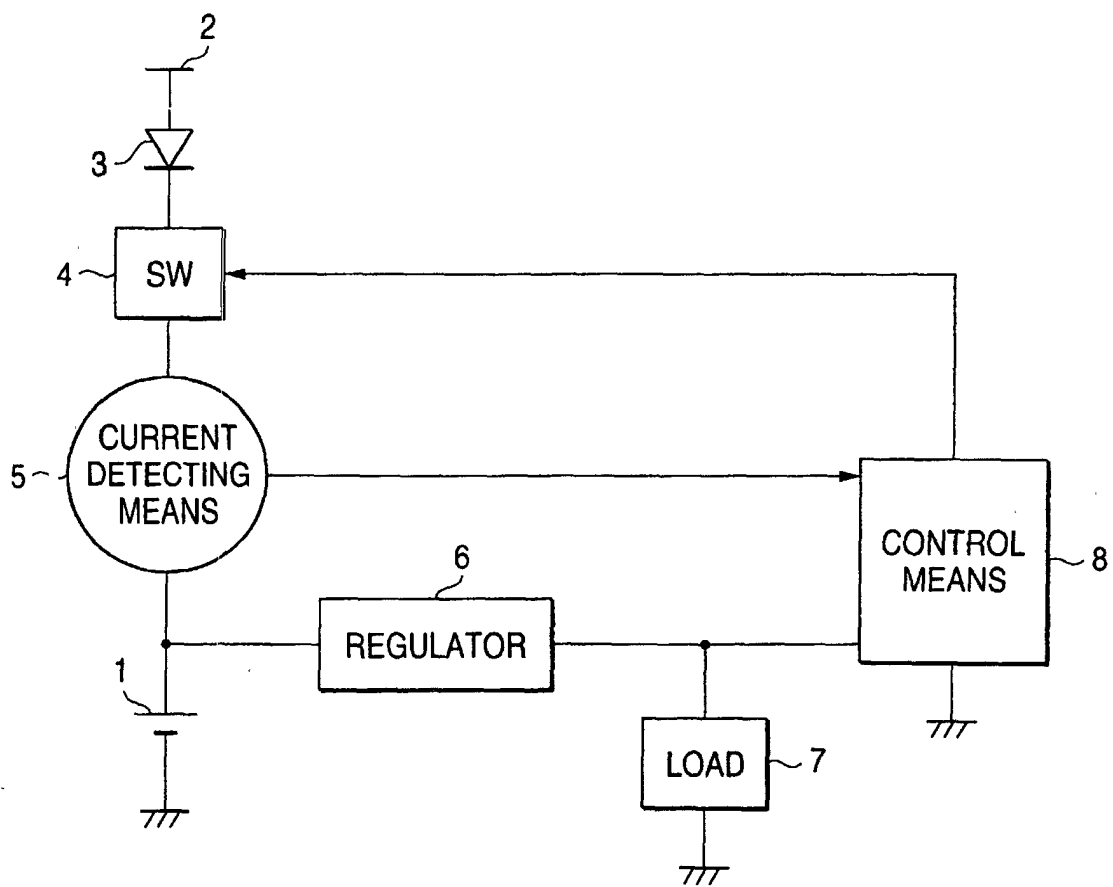 2
3
4
SW
CURRENT
DETECTING
MEANS
5
CONTROL
MEANS
8
6
REGULATOR
1
LOAD
7